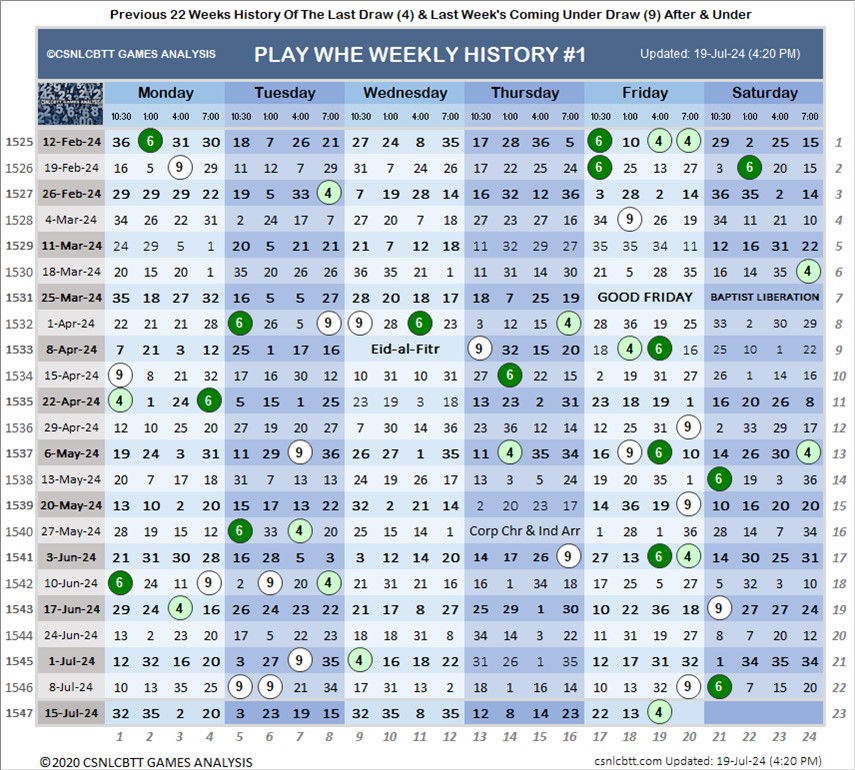 Previous 22 Weeks History Of The Last Draw (4) & Last Week's Coming Under Draw (9) After & Under
©CSNLCBTT GAMES ANALYSIS PLAY WHE WEEKLY HISTORY #1 Updated: 19-Jul-24 (4:20 PM)
Monday Tuesday Wednesday Thursday Friday Saturday
10:30 1:00 4:00 7:00 10:30 1:00 4:00 7:00 10:30 1:00 4:00 7:00 10:30 1:00 4:00 7:00 10:30 1:00 4:00 7:00 10:30 1:00 4:00 7:00
1525 12-Feb-24 36 6 31 30 18 7 26 21 27 24 8 35 17 28 36 5 6 10 4 4 29 2 25 15 1
1526 19-Feb-24 16 5 9 29 11 12 7 29 31 7 24 26 17 22 25 24 6 25 13 27 3 6 20 15 2
1527 26-Feb-24 29 29 29 22 19 5 33 4 7 19 28 14 16 32 12 36 3 28 2 14 36 35 2 14 3
1528 4-Mar-24 34 26 22 31 2 24 17 7 27 20 7 18 27 23 27 16 34 9 26 19 34 11 21 10 4
1529 11-Mar-24 24 29 5 1 20 5 21 21 21 7 12 18 11 32 29 27 35 35 34 11 12 16 31 22 5
1530 18-Mar-24 20 15 20 1 35 20 26 26 36 35 21 1 11 31 14 30 21 5 28 35 16 14 35 4 6
1531 25-Mar-24 35 18 27 32 16 5 5 27 28 20 18 17 18 7 25 19 GOOD FRIDAY BAPTIST LIBERATION 7
1532 1-Apr-24 22 21 21 28 6 26 5 9 9 28 6 23 3 12 15 4 28 36 19 25 33 2 30 29 8
1533 8-Apr-24 7 21 3 12 25 1 17 16 Eid-al-Fitr 9 32 15 20 18 4 6 16 25 10 1 22 9
1534 15-Apr-24 9 8 21 32 17 16 30 12 10 31 10 31 27 6 22 15 2 19 31 27 26 1 14 16 10
1535 22-Apr-24 4 1 24 6 5 15 1 25 23 19 3 18 13 23 2 31 23 18 19 1 16 20 26 8 11
1536 29-Apr-24 12 10 25 20 27 19 20 27 7 30 14 36 23 36 12 14 20 12 31 9 2 33 29 17 12
1537 6-May-24 19 24 3 31 11 29 9 36 26 27 1 35 11 4 35 34 16 9 6 10 14 26 30 4 13
1538 13-May-24 20 7 17 18 31 7 13 13 24 19 36 31 13 3 5 24 19 20 35 1 6 19 3 36 14
1539 20-May-24 13 10 2 20 15 17 13 22 32 2 21 14 2 20 23 17 14 36 19 9 10 16 20 20 15
1540 27-May-24 28 19 15 12 6 33 4 20 25 15 14 1 Corp Chr & Ind Arr 1 28 1 36 28 14 7 34 16
1541 3-Jun-24 21 31 30 28 16 28 5 3 3 12 14 20 14 17 26 9 27 13 6 4 14 30 25 31 17
1542 10-Jun-24 6 24 11 9 2 9 20 4 21 31 21 16 16 1 34 18 17 25 5 27 5 32 3 10 18
1543 17-Jun-24 29 24 4 16 26 24 23 22 21 17 8 27 25 29 1 30 10 22 36 18 9 27 27 24 19
1544 24-Jun-24 13 2 23 20 17 5 22 23 18 18 31 8 34 14 22 22 11 31 19 27 8 7 20 12 20
1545 1-Jul-24 12 32 16 20 3 27 9 35 4 16 18 22 31 26 1 35 12 17 31 32 1 34 35 34 21
1546 8-Jul-24 10 13 35 25 9 9 21 34 17 31 13 2 18 1 16 14 10 13 32 9 6 20 10 13 22
1547 15-Jul-24 32 35 2 20 3 23 19 15 32 35 8 35 12 8 14 23 22 13 4 23
1 2 3 4 5 6 7 8 9 10 11 12 13 14 15 16 17 18 19 20 21 22 23 24
©2020 CSNLCBTT GAMES ANALYSIS csnlcbtt.com Updated: 19-Jul-24 (4:20 PM)